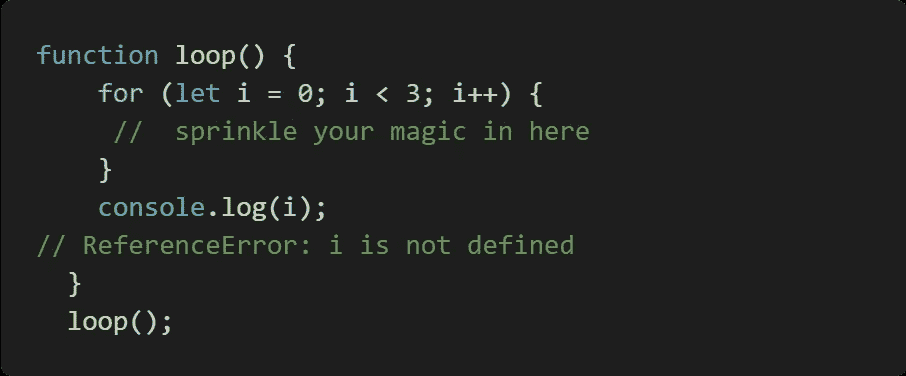 function loop() {
    for (let i = 0; i < 3; i++) {
     //  sprinkle your magic in here
    }
    console.log(i);
// ReferenceError: i is not defined
  }
  loop();